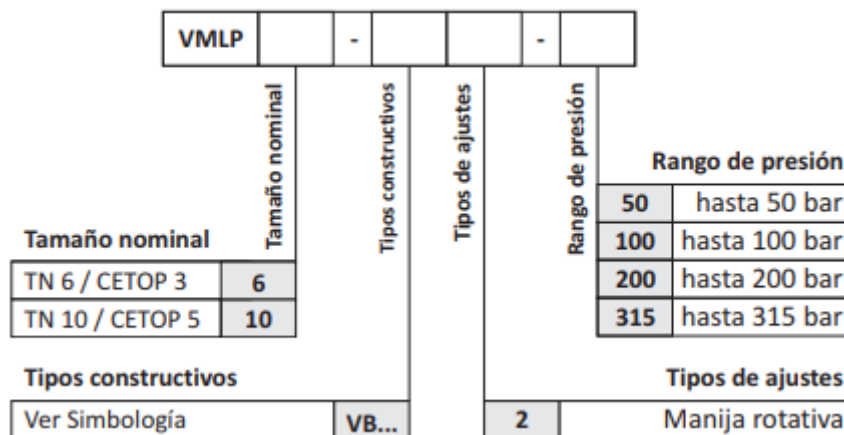 VMLP - -
Tamaño nominal
Tipos constructivos
Tipos de ajustes
Rango de presión
Rango de presión
50 hasta 50 bar
100 hasta 100 bar
200 hasta 200 bar
315 hasta 315 bar
Tamaño nominal
TN 6 / CETOP 3 6
TN 10 / CETOP 5 10
Tipos constructivos
Ver Simbología VB...
Tipos de ajustes
2 Manija rotativa